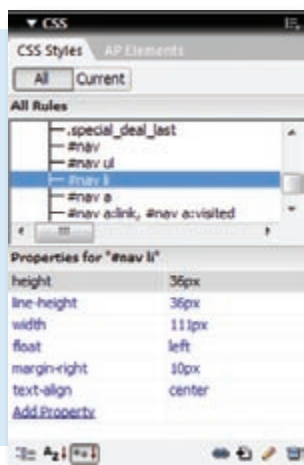 CSS
CSS Styles AP Elements
All Current
All Rules
.special_deal_last
#nav
#nav ul
#nav li
#nav a
#nav a:link, #nav a:visited
Properties for "#nav li"
height 36px
line-height 36px
width 111px
float left
margin-right 10px
text-align center
Add Property